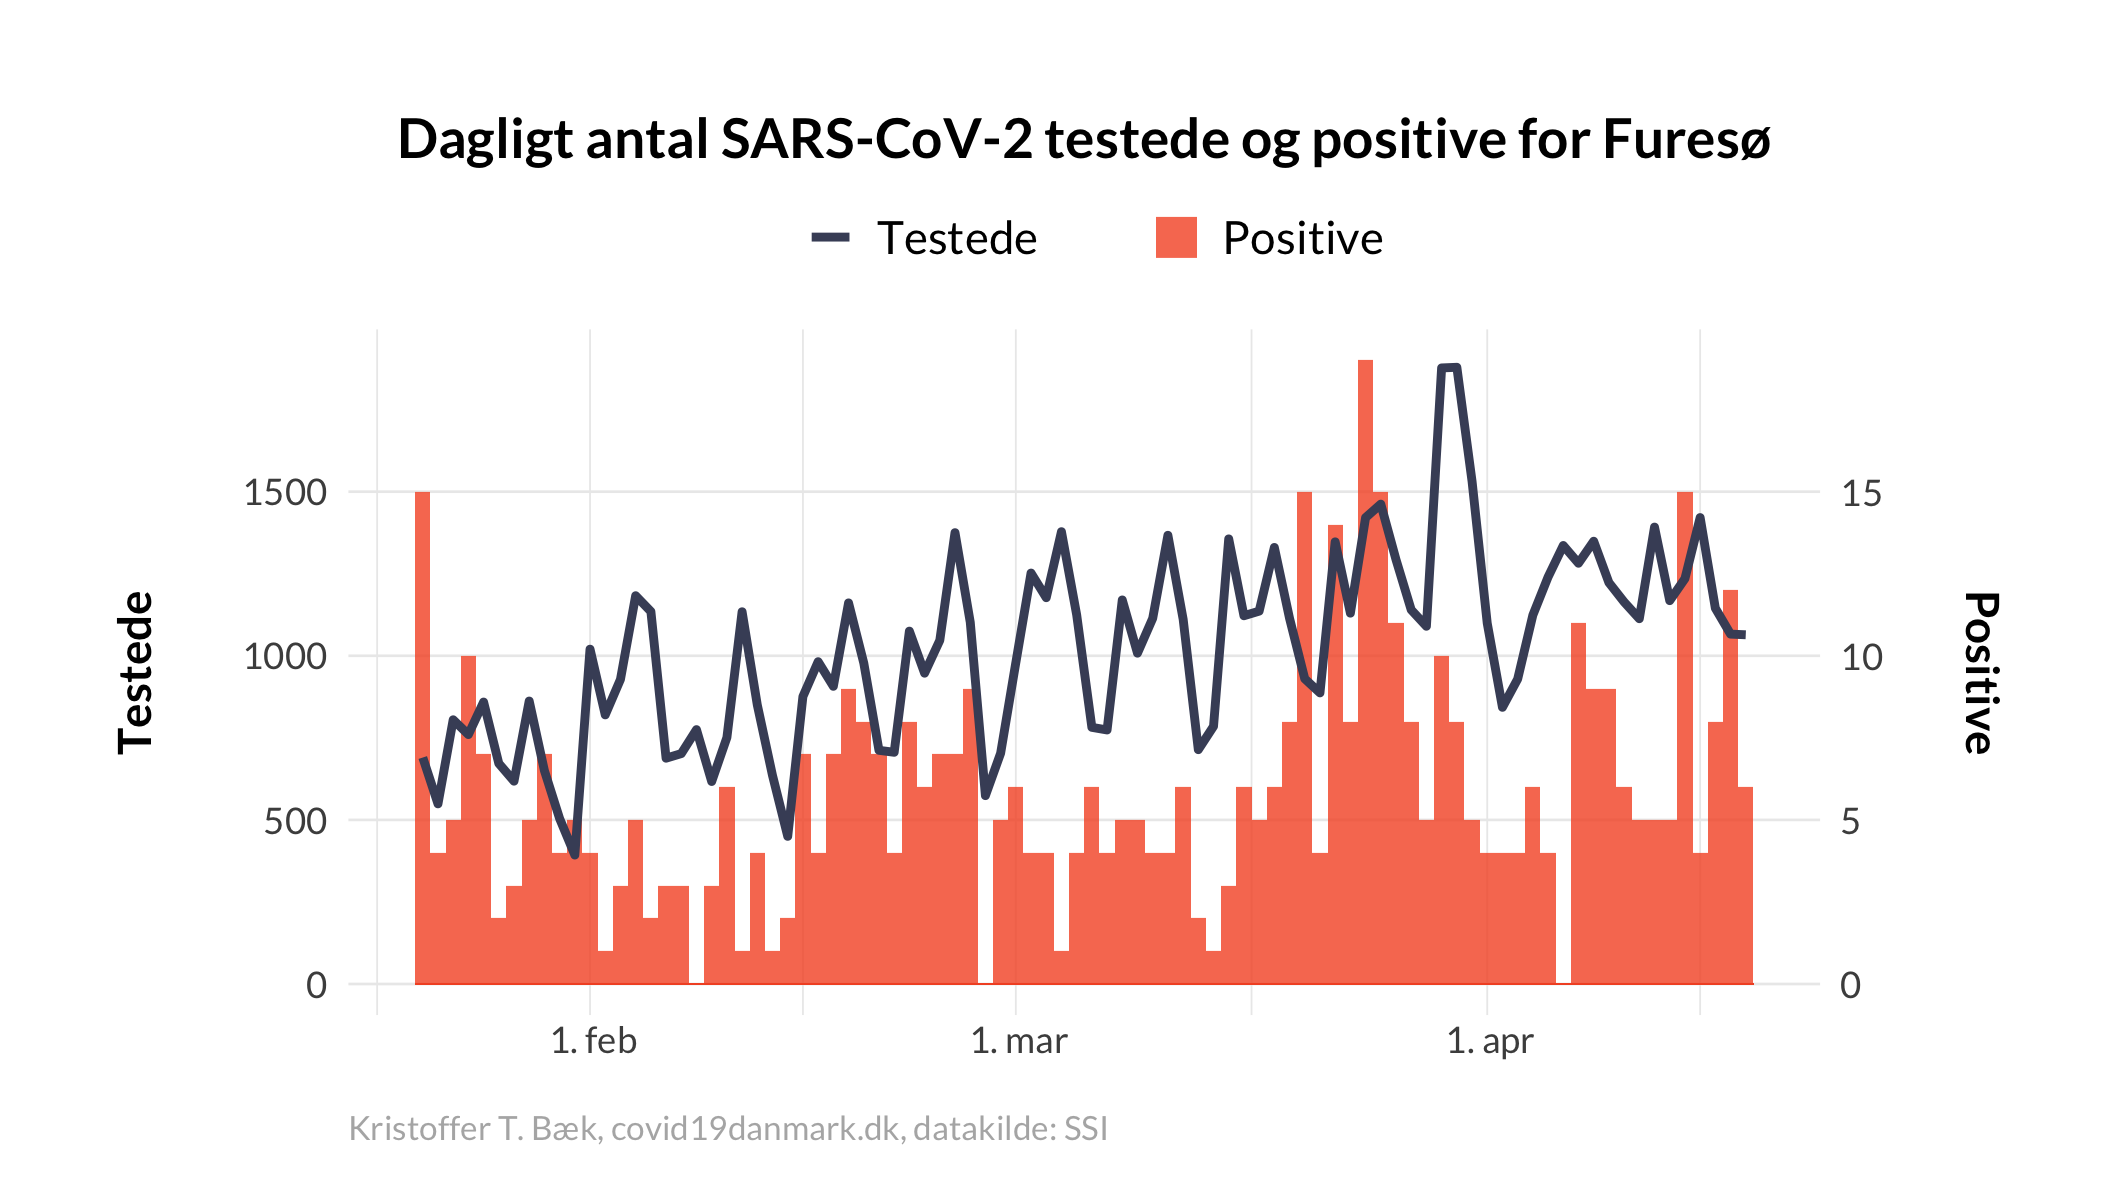 Dagligt antal SARS-CoV-2 testede og positive for Furesø
Testede
Positive
Testede
1500
1000
500
0
15
10
5
0
Positive
1. feb
1. mar
1. apr
Kristoffer T. Bæk, covid19danmark.dk, datakilde: SSI